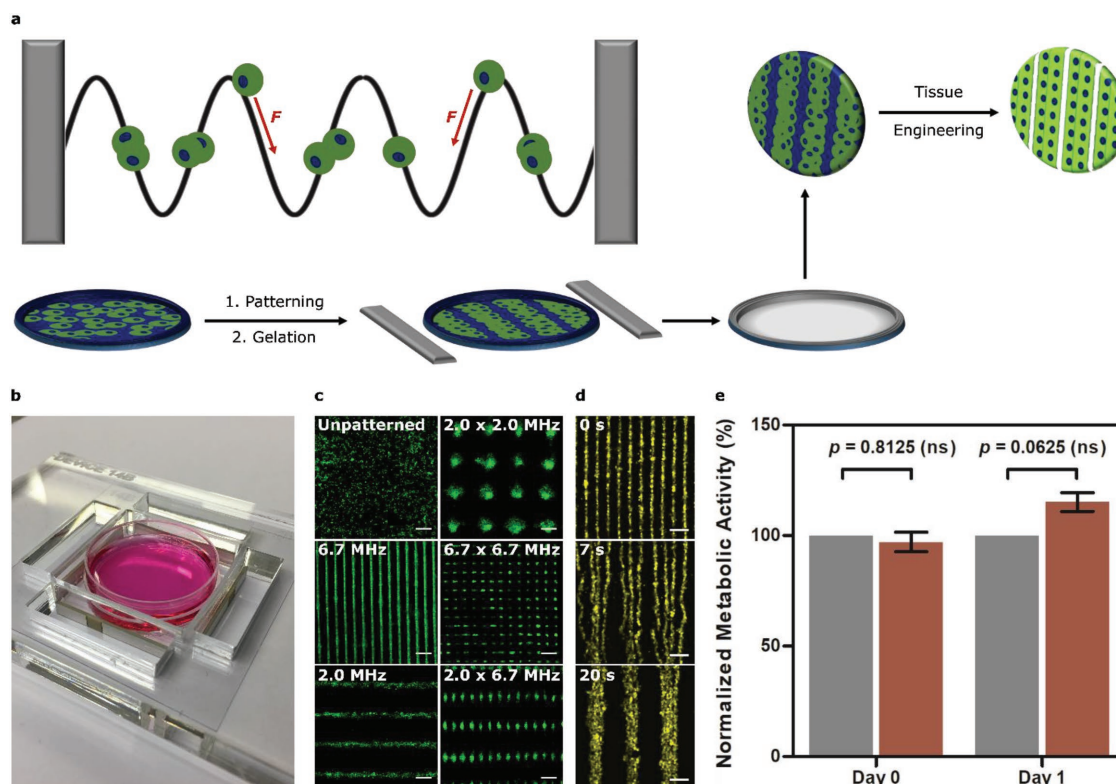 a
F
F
Tissue
Engineering
1. Patterning
2. Gelation
b
c
Unpatterned
2.0 x 2.0 MHz
6.7 MHz
6.7 x 6.7 MHz
2.0 MHz
2.0 x 6.7 MHz
d
0 s
7 s
20 s
e
Normalized Metabolic Activity (%)
150
100
50
0
p = 0.8125 (ns)
p = 0.0625 (ns)
Day 0
Day 1